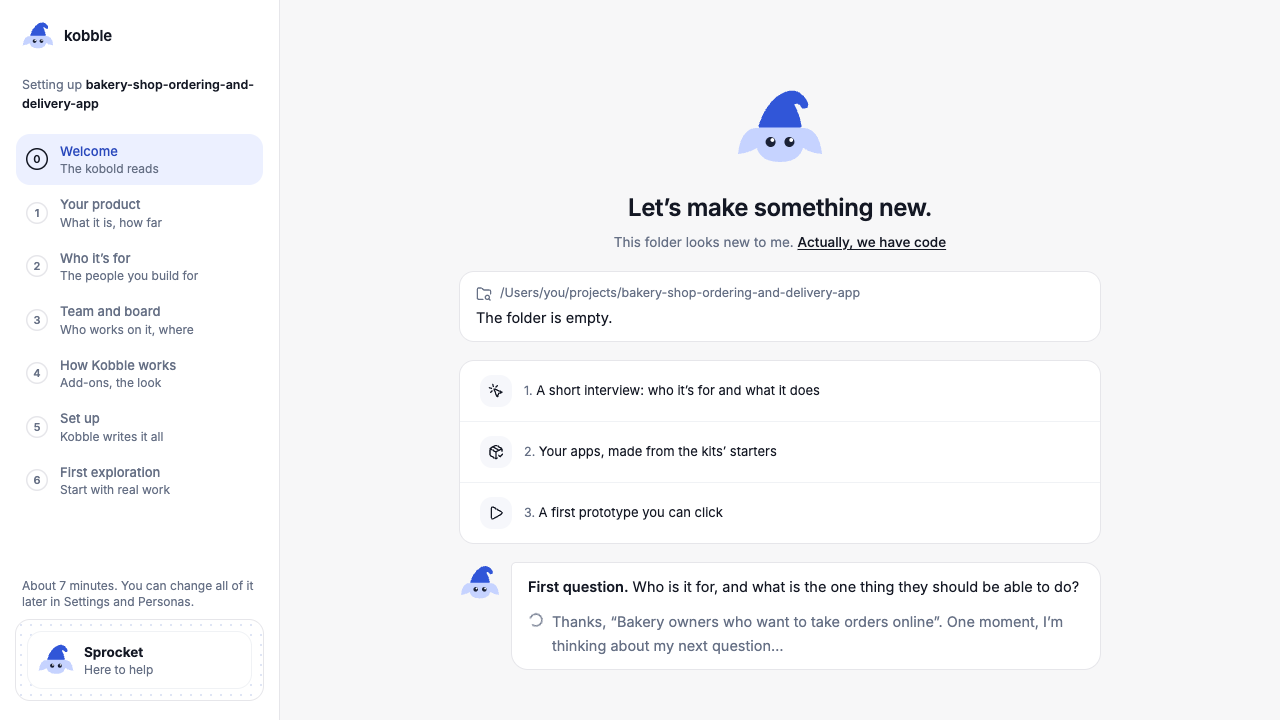 kobble
Setting up bakery-shop-ordering-and-
delivery-app
0
Welcome
The kobold reads
1
Your product
What it is, how far
2
Who it’s for
The people you build for
3
Team and board
Who works on it, where
4
How Kobble works
Add-ons, the look
5
Set up
Kobble writes it all
6
First exploration
Start with real work
About 7 minutes. You can change all of it
later in Settings and Personas.
Sprocket
Here to help
Let’s make something new.
This folder looks new to me. Actually, we have code
/Users/you/projects/bakery-shop-ordering-and-delivery-app
The folder is empty.
1. A short interview: who it’s for and what it does
2. Your apps, made from the kits’ starters
3. A first prototype you can click
First question. Who is it for, and what is the one thing they should be able to do?
Thanks, “Bakery owners who want to take orders online”. One moment, I’m
thinking about my next question…